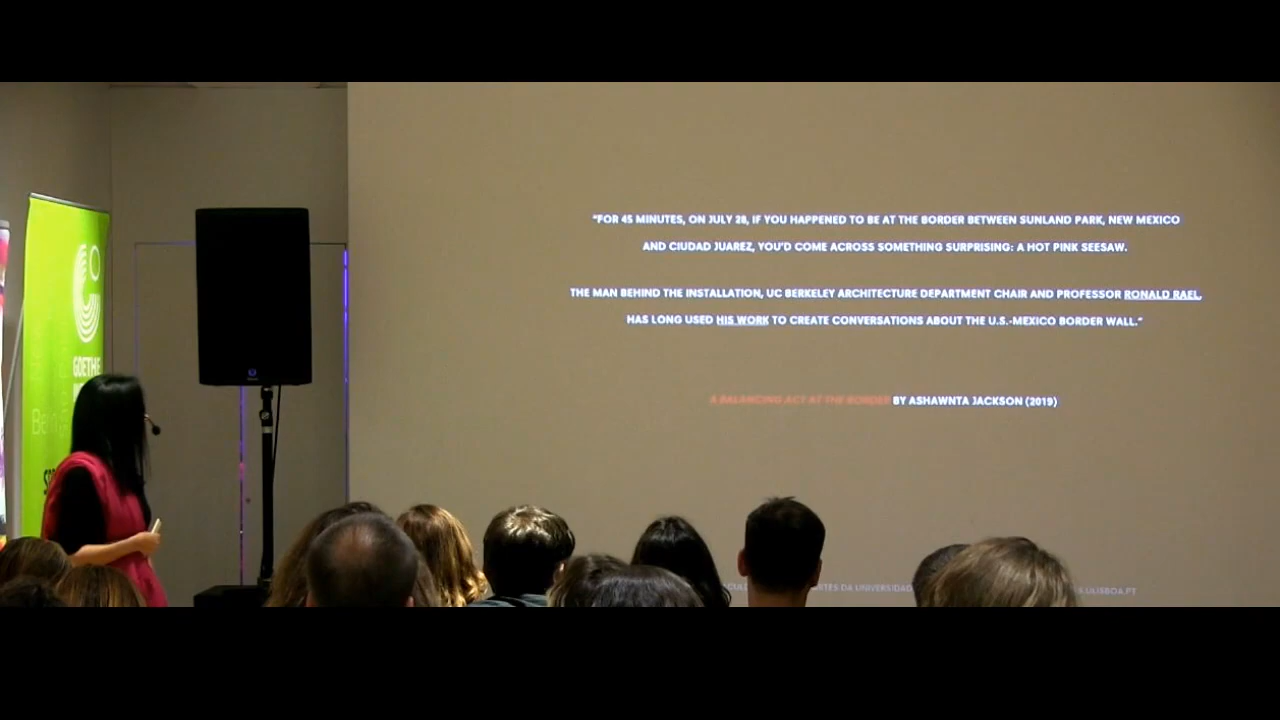 "FOR 45 MINUTES, ON JULY 28, IF YOU HAPPENED TO BE AT THE BORDER BETWEEN SUNLAND PARK, NEW MEXICO
AND CIUDAD JUAREZ, YOU'D COME ACROSS SOMETHING SURPRISING: A HOT PINK SEESAW.
THE MAN BEHIND THE INSTALLATION, UC BERKELEY ARCHITECTURE DEPARTMENT CHAIR AND PROFESSOR RONALD RAEL,
HAS LONG USED HIS WORK TO CREATE CONVERSATIONS ABOUT THE U.S.-MEXICO BORDER WALL."
A BALANCING ACT AT THE BORDER BY ASHAWNTA JACKSON (2019)
DA UNIVERSIDAD
GOETHE